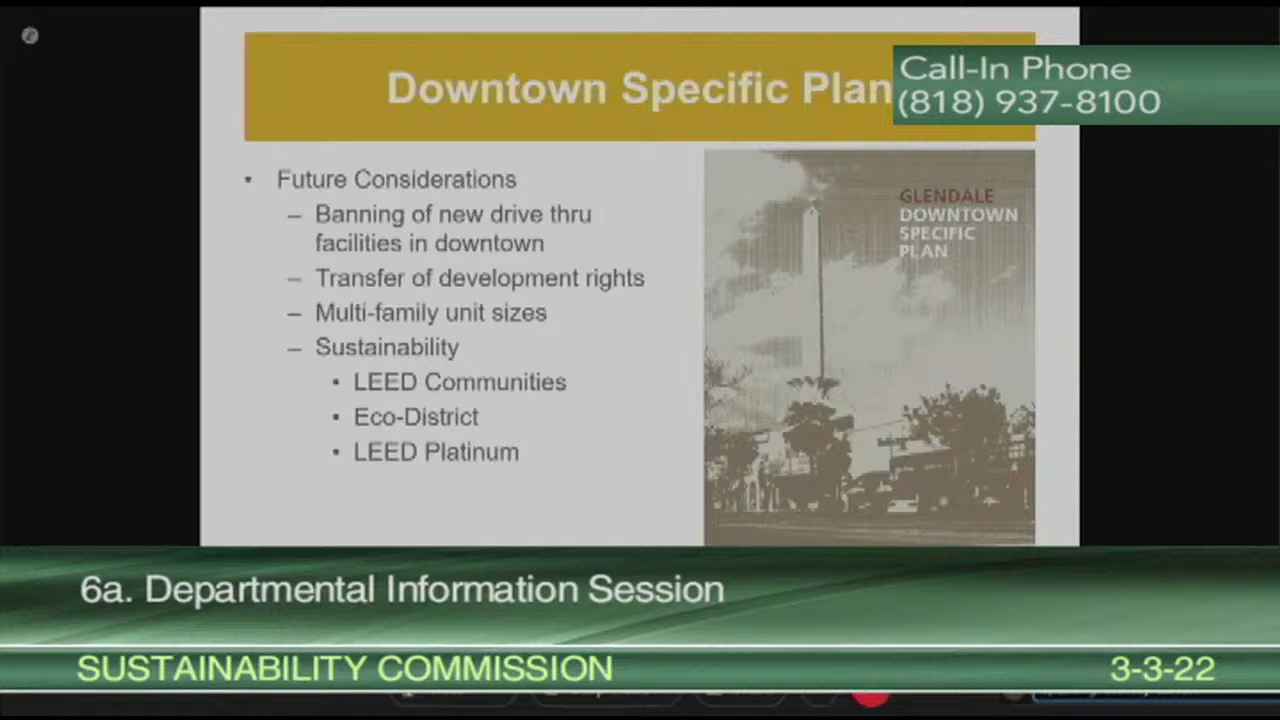 Downtown Specific Plan
Call-In Phone
(818) 937-8100
• Future Considerations
– Banning of new drive thru
facilities in downtown
– Transfer of development rights
– Multi-family unit sizes
– Sustainability
• LEED Communities
• Eco-District
• LEED Platinum
GLENDALE
DOWNTOWN
SPECIFIC
PLAN
6a. Departmental Information Session
SUSTAINABILITY COMMISSION
3-3-22